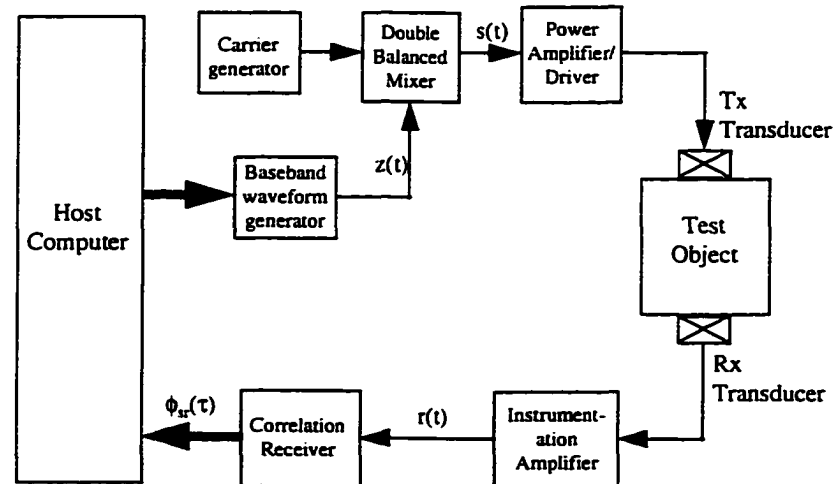 Carrier
generator
Double
Balanced
Mixer
s(t)
Power
Amplifier/
Driver
Tx
Transducer
z(t)
Baseband
waveform
generator
Host
Computer
Test
Object
Rx
Transducer
ϕsr(τ)
Correlation
Receiver
r(t)
Instrument-
ation
Amplifier